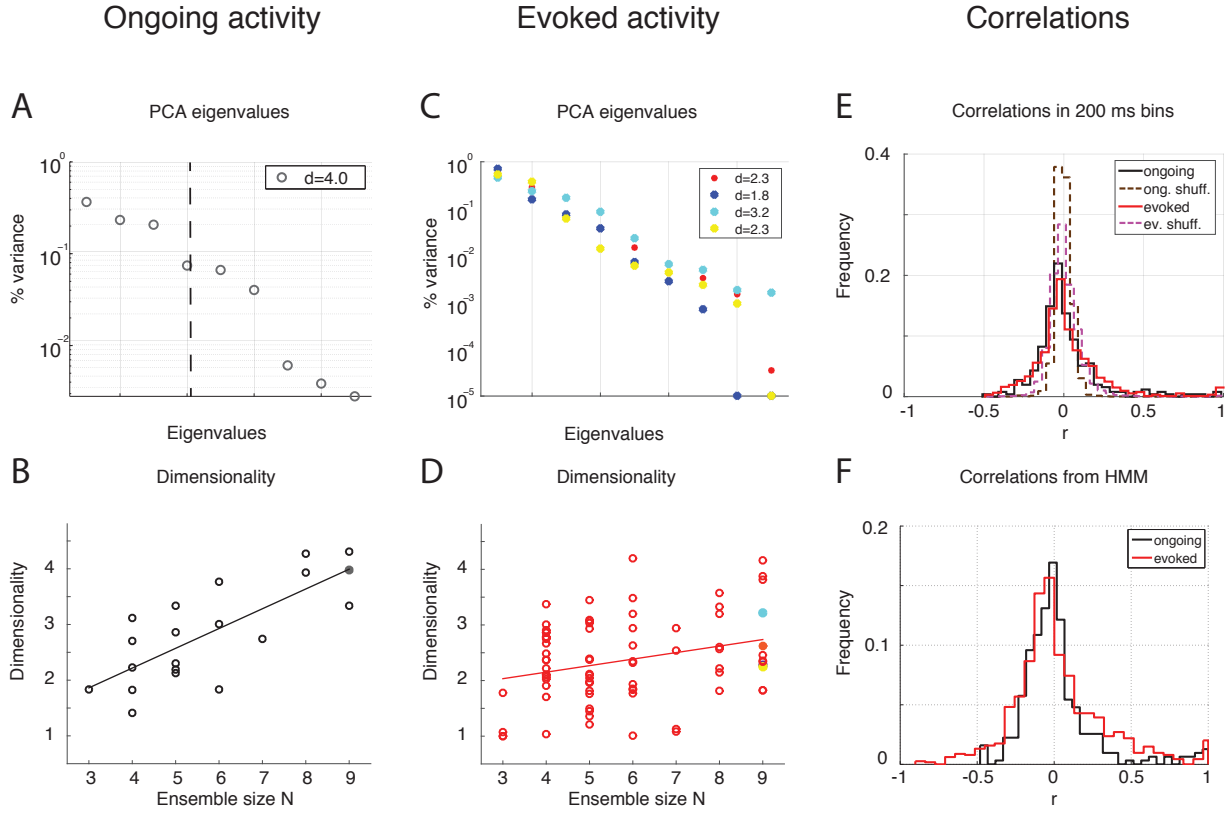 Ongoing activity
Evoked activity
Correlations
A
PCA eigenvalues
% variance
10^0
10^-1
10^-2
d=4.0
Eigenvalues
C
PCA eigenvalues
% variance
10^0
10^-1
10^-2
10^-3
10^-4
10^-5
d=2.3
d=1.8
d=3.2
d=2.3
Eigenvalues
E
Correlations in 200 ms bins
Frequency
0.4
0.2
0
ongoing
ong. shuff.
evoked
ev. shuff.
-1 -0.5 0 0.5 1
r
B
Dimensionality
Dimensionality
4
3
2
1
3 4 5 6 7 8 9
Ensemble size N
D
Dimensionality
Dimensionality
4
3
2
1
3 4 5 6 7 8 9
Ensemble size N
F
Correlations from HMM
Frequency
0.2
0.1
0
ongoing
evoked
-1 -0.5 0 0.5 1
r